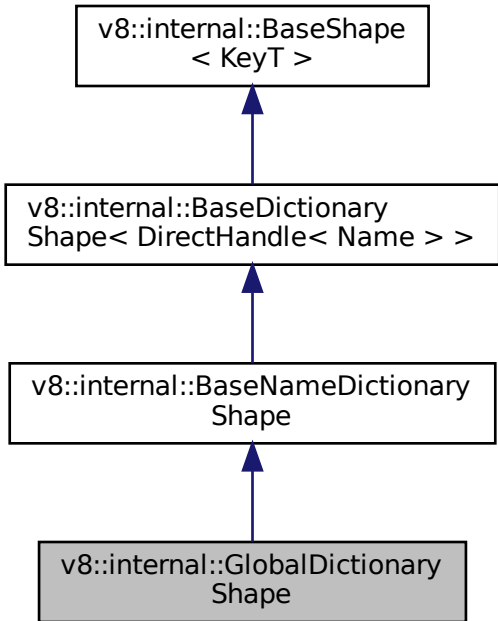 v8::internal::BaseShape
< KeyT >
v8::internal::BaseDictionary
Shape< DirectHandle< Name > >
v8::internal::BaseNameDictionary
Shape
v8::internal::GlobalDictionary
Shape